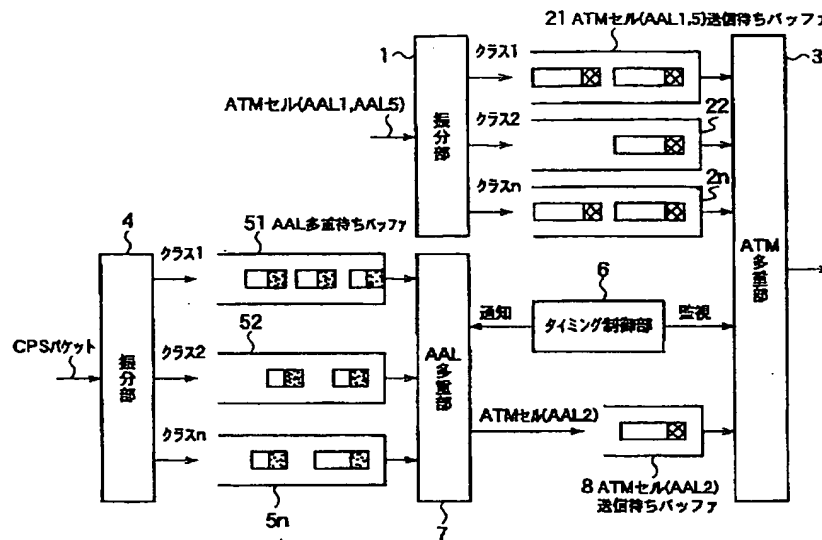 21 ATMセル(AAL1,5)送信待ちバッファ
1
クラス1
3
ATMセル(AAL1,AAL5)
振分部
クラス2
22
クラスn
2n
ATM多重部
4
クラス1
51 AAL多重待ちバッファ
6
通知
タイミング制御部
監視
52
CPSパケット
振分部
クラス2
AAL多重部
ATMセル(AAL2)
クラスn
5n
7
8 ATMセル(AAL2)
送信待ちバッファ